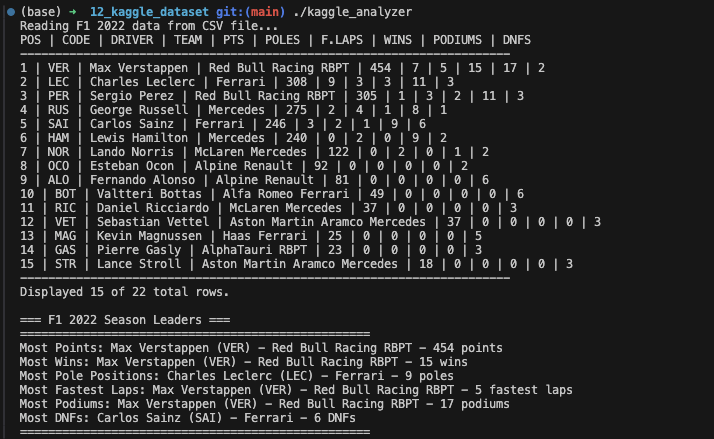 (base) ➜ 12_kaggle_dataset git:(main) ./kaggle_analyzer
Reading F1 2022 data from CSV file...
POS | CODE | DRIVER | TEAM | PTS | POLES | F.LAPS | WINS | PODIUMS | DNFS
----------------------------------------------------------------------
1 | VER | Max Verstappen | Red Bull Racing RBPT | 454 | 7 | 5 | 15 | 17 | 2
2 | LEC | Charles Leclerc | Ferrari | 308 | 9 | 3 | 3 | 11 | 3
3 | PER | Sergio Perez | Red Bull Racing RBPT | 305 | 1 | 3 | 2 | 11 | 3
4 | RUS | George Russell | Mercedes | 275 | 2 | 4 | 1 | 8 | 1
5 | SAI | Carlos Sainz | Ferrari | 246 | 3 | 2 | 1 | 9 | 6
6 | HAM | Lewis Hamilton | Mercedes | 240 | 0 | 2 | 0 | 9 | 2
7 | NOR | Lando Norris | McLaren Mercedes | 122 | 0 | 2 | 0 | 1 | 2
8 | OCO | Esteban Ocon | Alpine Renault | 92 | 0 | 0 | 0 | 0 | 2
9 | ALO | Fernando Alonso | Alpine Renault | 81 | 0 | 0 | 0 | 0 | 6
10 | BOT | Valtteri Bottas | Alfa Romeo Ferrari | 49 | 0 | 0 | 0 | 0 | 6
11 | RIC | Daniel Ricciardo | McLaren Mercedes | 37 | 0 | 0 | 0 | 0 | 3
12 | VET | Sebastian Vettel | Aston Martin Aramco Mercedes | 37 | 0 | 0 | 0 | 0 | 3
13 | MAG | Kevin Magnussen | Haas Ferrari | 25 | 0 | 0 | 0 | 0 | 5
14 | GAS | Pierre Gasly | AlphaTauri RBPT | 23 | 0 | 0 | 0 | 0 | 3
15 | STR | Lance Stroll | Aston Martin Aramco Mercedes | 18 | 0 | 0 | 0 | 0 | 3
----------------------------------------------------------------------
Displayed 15 of 22 total rows.
=== F1 2022 Season Leaders ===
==================================================
Most Points: Max Verstappen (VER) - Red Bull Racing RBPT - 454 points
Most Wins: Max Verstappen (VER) - Red Bull Racing RBPT - 15 wins
Most Pole Positions: Charles Leclerc (LEC) - Ferrari - 9 poles
Most Fastest Laps: Max Verstappen (VER) - Red Bull Racing RBPT - 5 fastest laps
Most Podiums: Max Verstappen (VER) - Red Bull Racing RBPT - 17 podiums
Most DNFs: Carlos Sainz (SAI) - Ferrari - 6 DNFs
==================================================